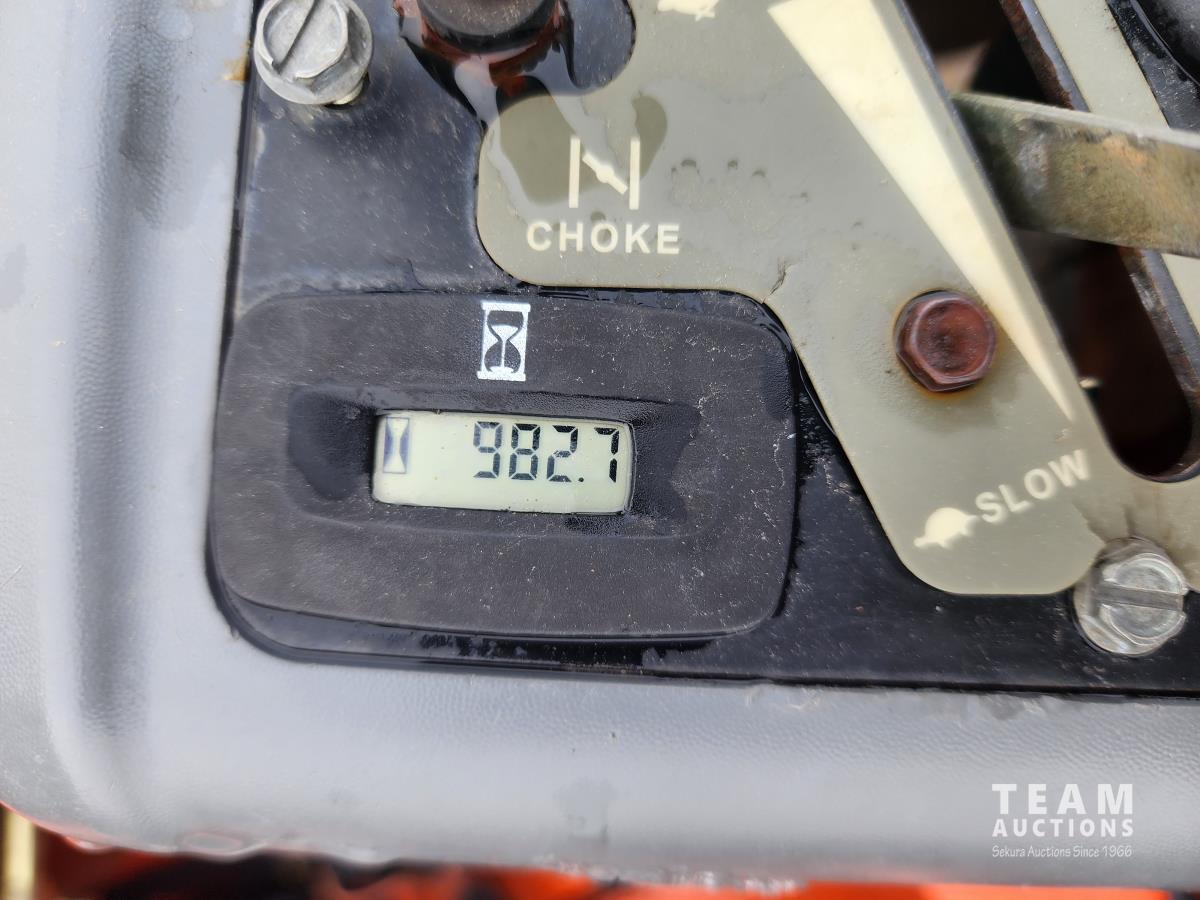 CHOKE
982.7
SLOW
TEAM
AUCTIONS
Sekura Auctions Since 1966